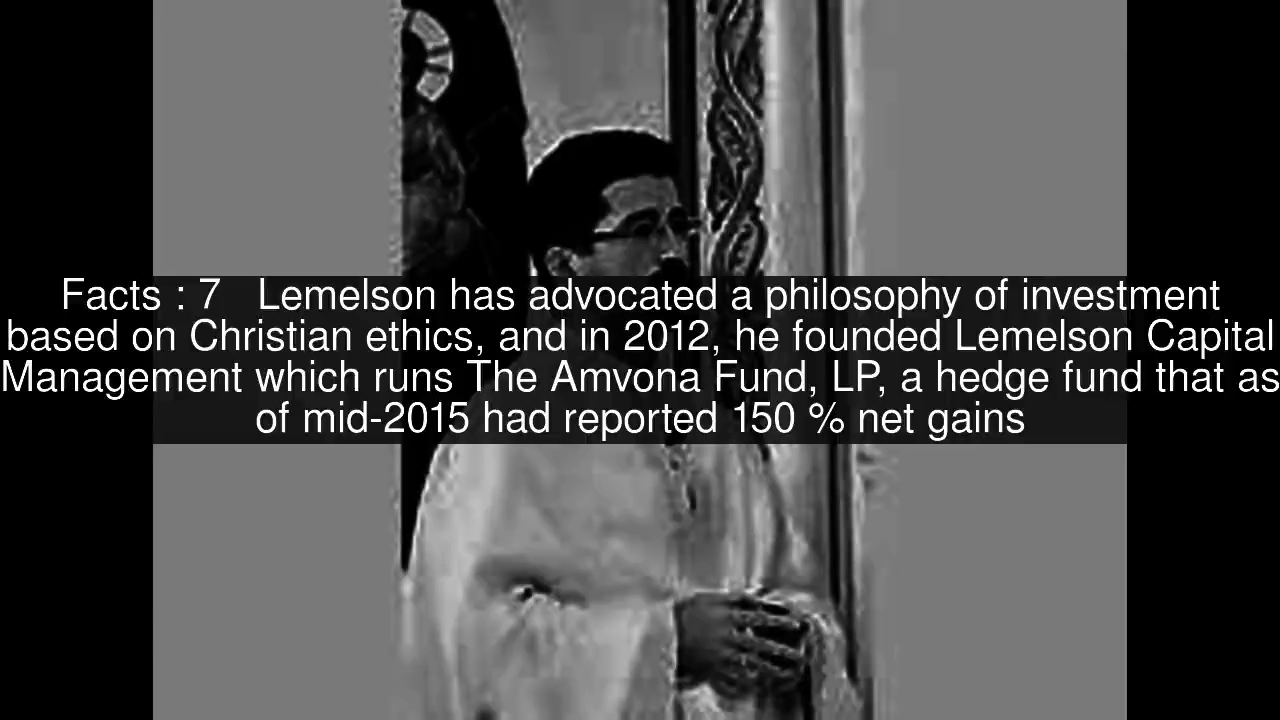 Facts : 7 Lemelson has advocated a philosophy of investment
based on Christian ethics, and in 2012, he founded Lemelson Capital
Management which runs The Amvona Fund, LP, a hedge fund that as
of mid-2015 had reported 150 % net gains